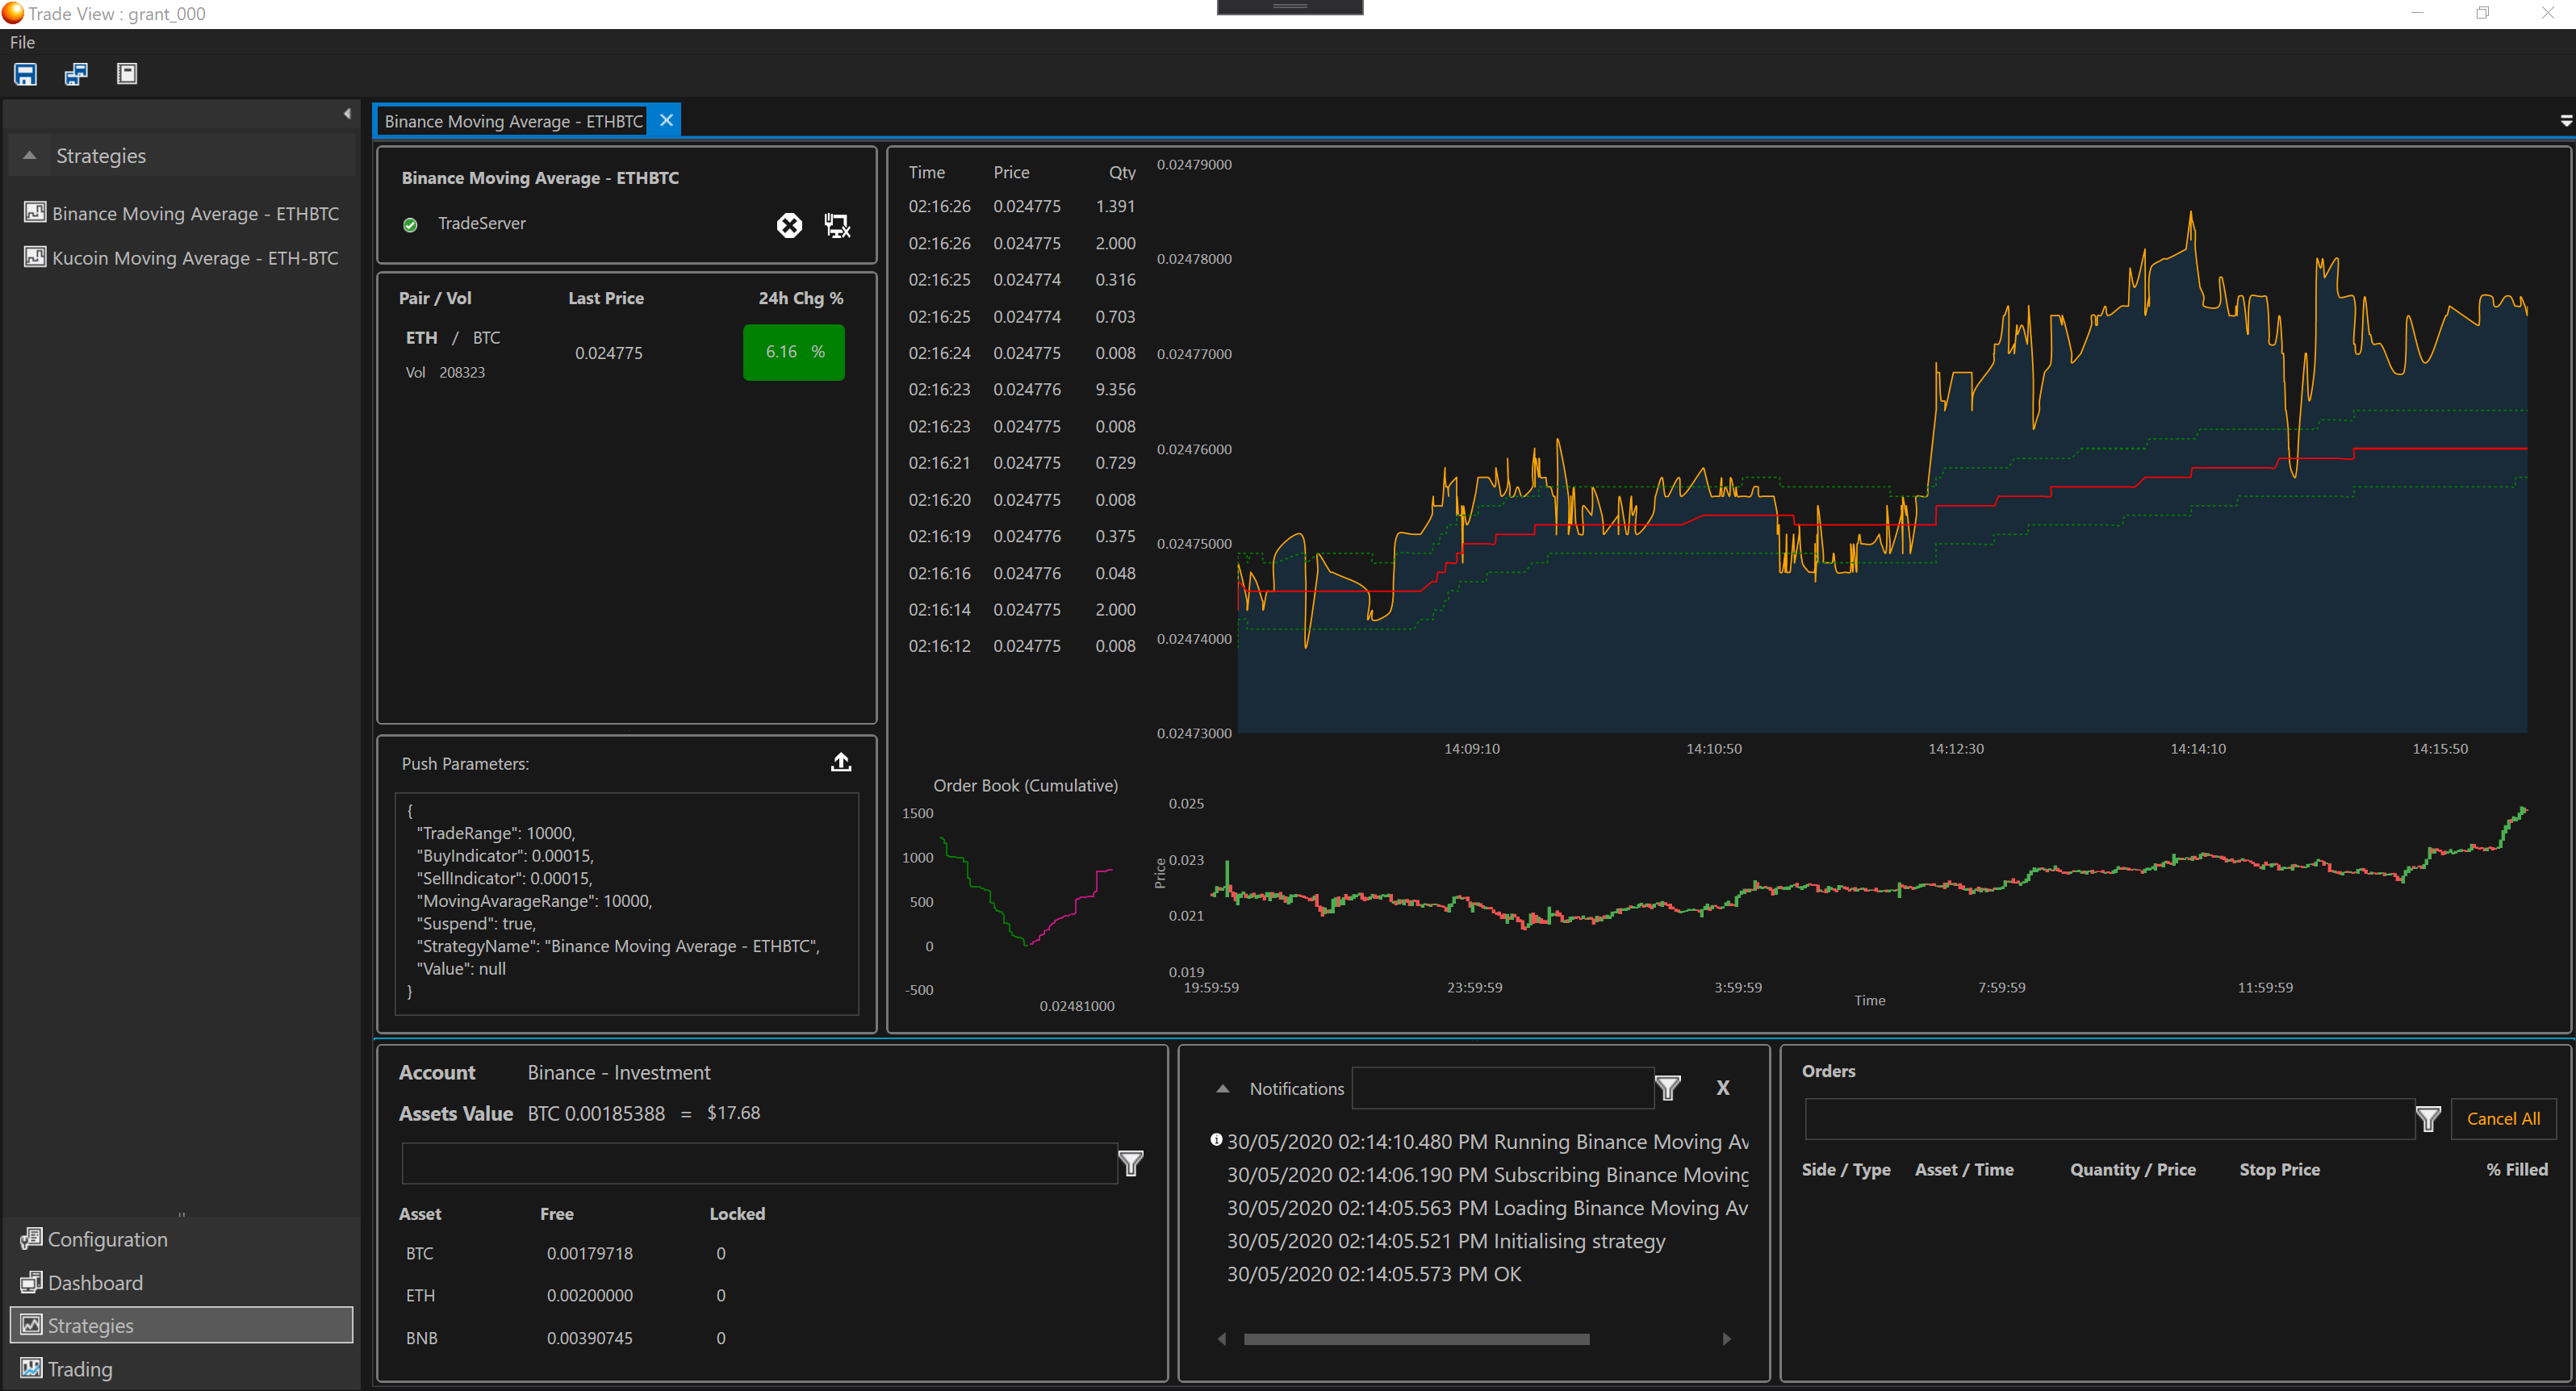 Trade View : grant_000
File
Strategies
Binance Moving Average - ETHBTC
Kucoin Moving Average - ETH-BTC
Configuration
Dashboard
Strategies
Trading
Binance Moving Average - ETHBTC
Binance Moving Average - ETHBTC
TradeServer
Pair / Vol Last Price 24h Chg %
ETH / BTC
0.024775 6.16 %
Vol 208323
Push Parameters:
{
"TradeRange": 10000,
"BuyIndicator": 0.00015,
"SellIndicator": 0.00015,
"MovingAvarageRange": 10000,
"Suspend": true,
"StrategyName": "Binance Moving Average - ETHBTC",
"Value": null
}
Time Price Qty
02:16:26 0.024775 1.391
02:16:26 0.024775 2.000
02:16:25 0.024774 0.316
02:16:25 0.024774 0.703
02:16:24 0.024775 0.008
02:16:23 0.024776 9.356
02:16:23 0.024775 0.008
02:16:21 0.024775 0.729
02:16:20 0.024775 0.008
02:16:19 0.024776 0.375
02:16:16 0.024776 0.048
02:16:14 0.024775 2.000
02:16:12 0.024775 0.008
0.02479000
0.02478000
0.02477000
0.02476000
0.02475000
0.02474000
0.02473000
14:09:10 14:10:50 14:12:30 14:14:10 14:15:50
Order Book (Cumulative)
1500
1000
500
0
-500
0.02481000
Price
0.025
0.023
0.021
0.019
19:59:59 23:59:59 3:59:59 7:59:59 11:59:59
Time
Account Binance - Investment
Assets Value BTC 0.00185388 = $17.68
Asset Free Locked
BTC 0.00179718 0
ETH 0.00200000 0
BNB 0.00390745 0
Notifications X
30/05/2020 02:14:10.480 PM Running Binance Moving Av
30/05/2020 02:14:06.190 PM Subscribing Binance Moving
30/05/2020 02:14:05.563 PM Loading Binance Moving Av
30/05/2020 02:14:05.521 PM Initialising strategy
30/05/2020 02:14:05.573 PM OK
Orders
Cancel All
Side / Type Asset / Time Quantity / Price Stop Price % Filled